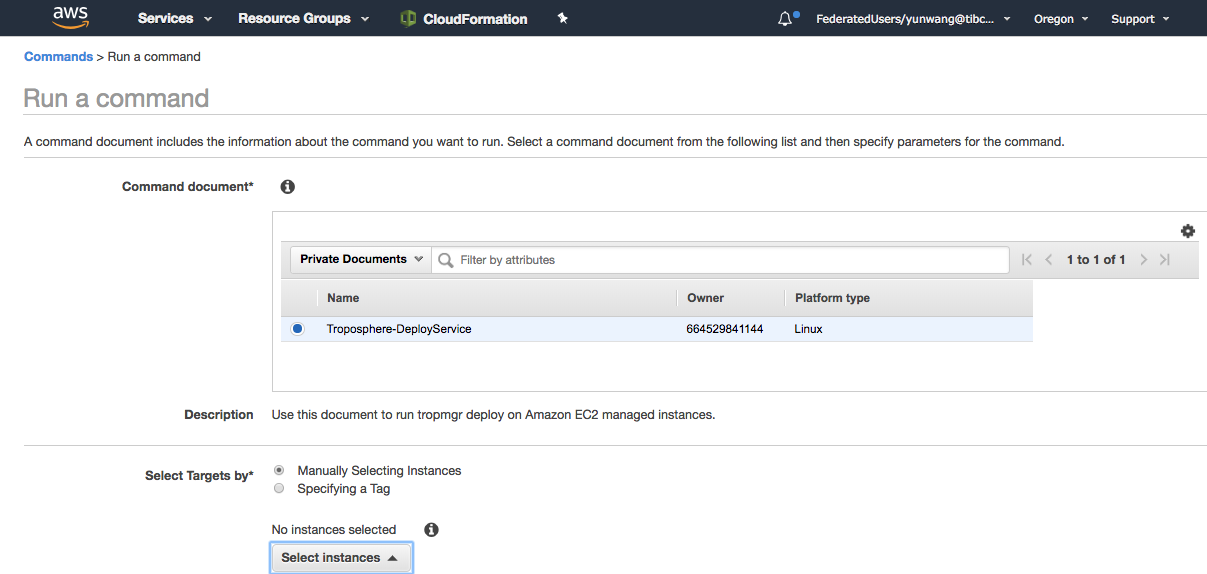 aws Services Resource Groups CloudFormation FederatedUsers/yunwang@tibc... Oregon Support
Commands > Run a command
Run a command
A command document includes the information about the command you want to run. Select a command document from the following list and then specify parameters for the command.
Command document*
Private Documents Filter by attributes 1 to 1 of 1
Name Owner Platform type
Troposphere-DeployService 664529841144 Linux
Description Use this document to run tropmgr deploy on Amazon EC2 managed instances.
Select Targets by* Manually Selecting Instances
Specifying a Tag
No instances selected
Select instances